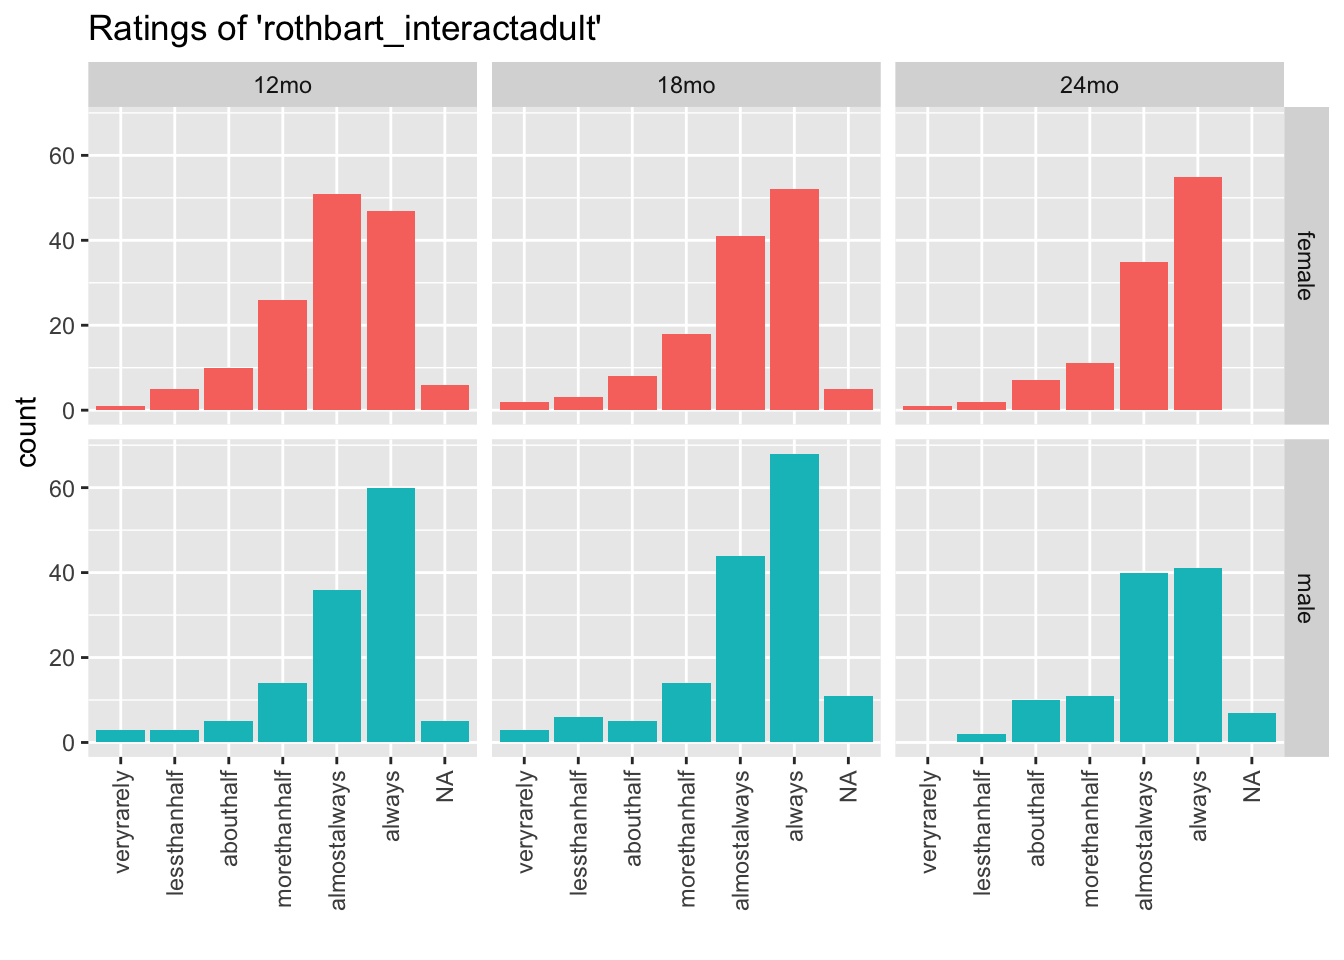 Ratings of 'rothbart_interactadult'
12mo 18mo 24mo
60
40
20
0
female
count
60
40
20
0
male
veryrarely lessthanhalf abouthalf morethanhalf almostalways always NA veryrarely lessthanhalf abouthalf morethanhalf almostalways always NA veryrarely lessthanhalf abouthalf morethanhalf almostalways always NA